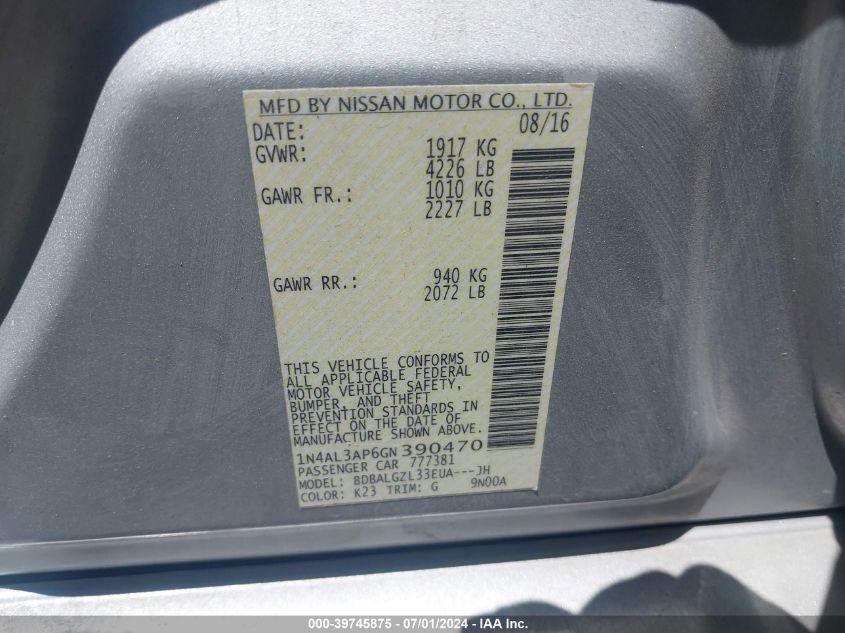 MFD BY NISSAN MOTOR CO., LTD.
DATE: 08/16
GVWR: 1917 KG
4226 LB
GAWR FR.: 1010 KG
2227 LB
GAWR RR.: 940 KG
2072 LB
THIS VEHICLE CONFORMS TO
ALL APPLICABLE FEDERAL
MOTOR VEHICLE SAFETY,
BUMPER, AND THEFT
PREVENTION STANDARDS IN
EFFECT ON THE DATE OF
MANUFACTURE SHOWN ABOVE.
1N4AL3AP6GN390470
PASSENGER CAR 777381
MODEL: BDBALGZL33EUA---JH
COLOR: K23 TRIM: G 9N00A
000-39745875 - 07/01/2024 - IAA Inc.